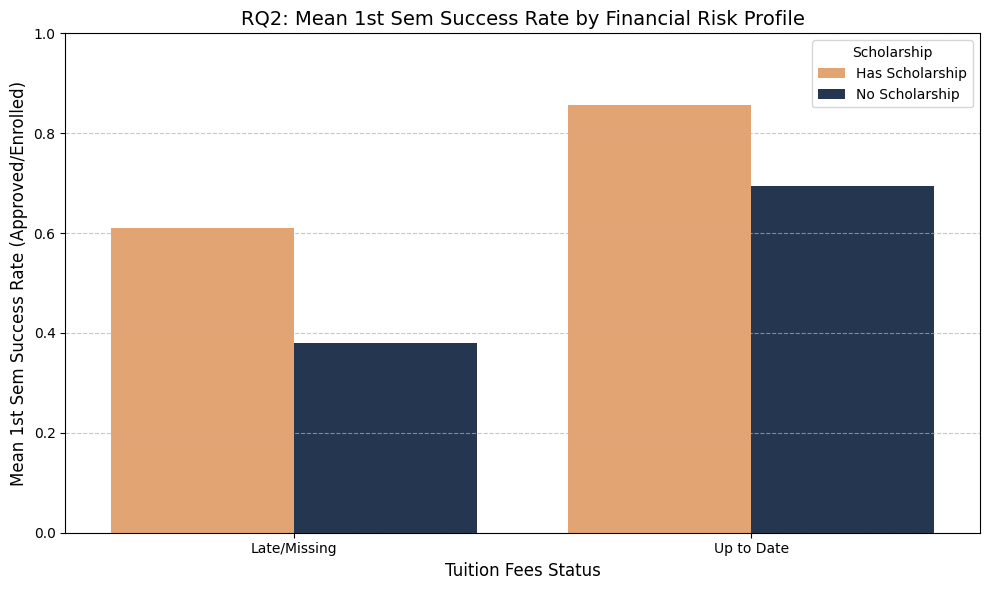 RQ2: Mean 1st Sem Success Rate by Financial Risk Profile
Mean 1st Sem Success Rate (Approved/Enrolled)
1.0
0.8
0.6
0.4
0.2
0.0
Scholarship
Has Scholarship
No Scholarship
Late/Missing
Up to Date
Tuition Fees Status